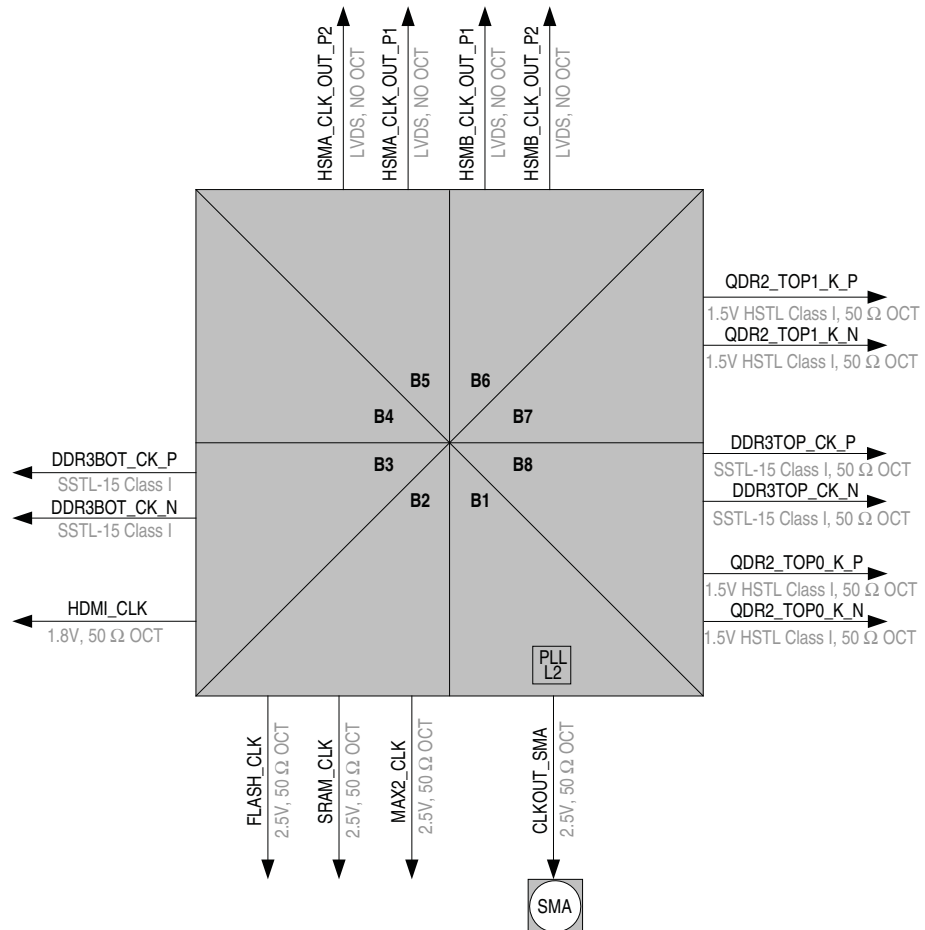 HSMA_CLK_OUT_P2
LVDS, NO OCT
HSMA_CLK_OUT_P1
LVDS, NO OCT
HSMB_CLK_OUT_P1
LVDS, NO OCT
HSMB_CLK_OUT_P2
LVDS, NO OCT
QDR2_TOP1_K_P
1.5V HSTL Class I, 50 Ω OCT
QDR2_TOP1_K_N
1.5V HSTL Class I, 50 Ω OCT
B5
B6
B4
B7
DDR3BOT_CK_P
SSTL-15 Class I
DDR3BOT_CK_N
SSTL-15 Class I
B3
B8
B2
B1
DDR3TOP_CK_P
SSTL-15 Class I, 50 Ω OCT
DDR3TOP_CK_N
SSTL-15 Class I, 50 Ω OCT
QDR2_TOP0_K_P
1.5V HSTL Class I, 50 Ω OCT
QDR2_TOP0_K_N
1.5V HSTL Class I, 50 Ω OCT
HDMI_CLK
1.8V, 50 Ω OCT
PLL
L2
FLASH_CLK
2.5V, 50 Ω OCT
SRAM_CLK
2.5V, 50 Ω OCT
MAX2_CLK
2.5V, 50 Ω OCT
CLKOUT_SMA
2.5V, 50 Ω OCT
SMA